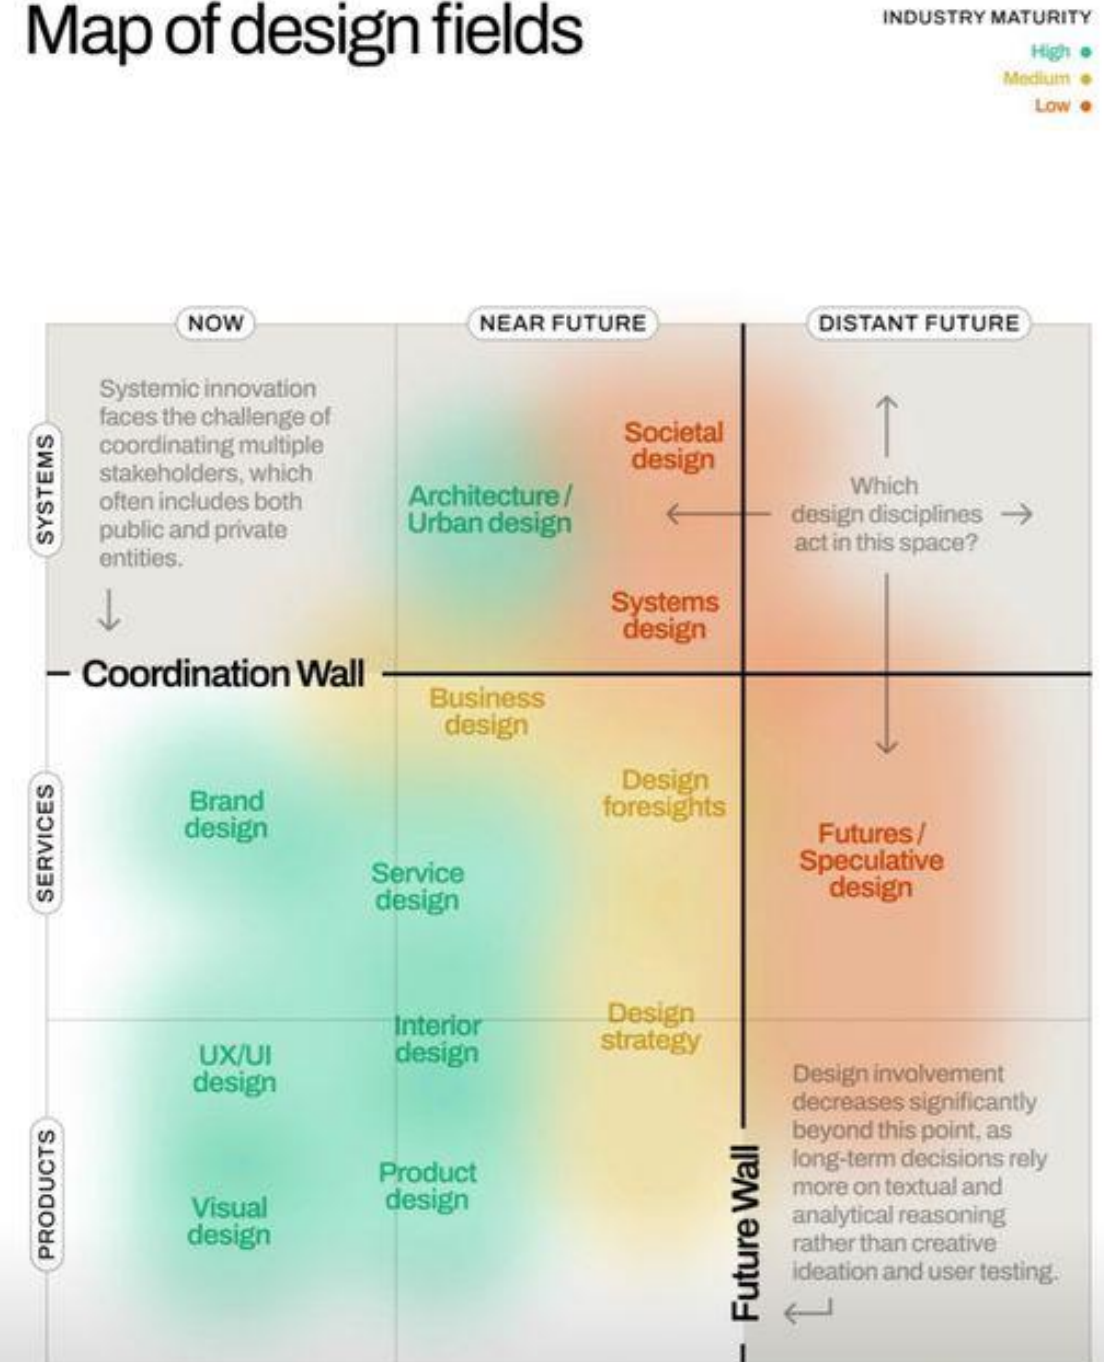 Map of design fields
INDUSTRY MATURITY
High
Medium
Low
NOW
NEAR FUTURE
DISTANT FUTURE
SYSTEMS
Systemic innovation
faces the challenge of
coordinating multiple
stakeholders, which
often includes both
public and private
entities.
Architecture /
Urban design
Societal
design
Systems
design
Which
design disciplines
act in this space?
Coordination Wall
SERVICES
Business
design
Brand
design
Service
design
Design
foresights
Futures /
Speculative
design
PRODUCTS
UX/UI
design
Interior
design
Design
strategy
Visual
design
Product
design
Future Wall
Design involvement
decreases significantly
beyond this point, as
long-term decisions rely
more on textual and
analytical reasoning
rather than creative
ideation and user testing.